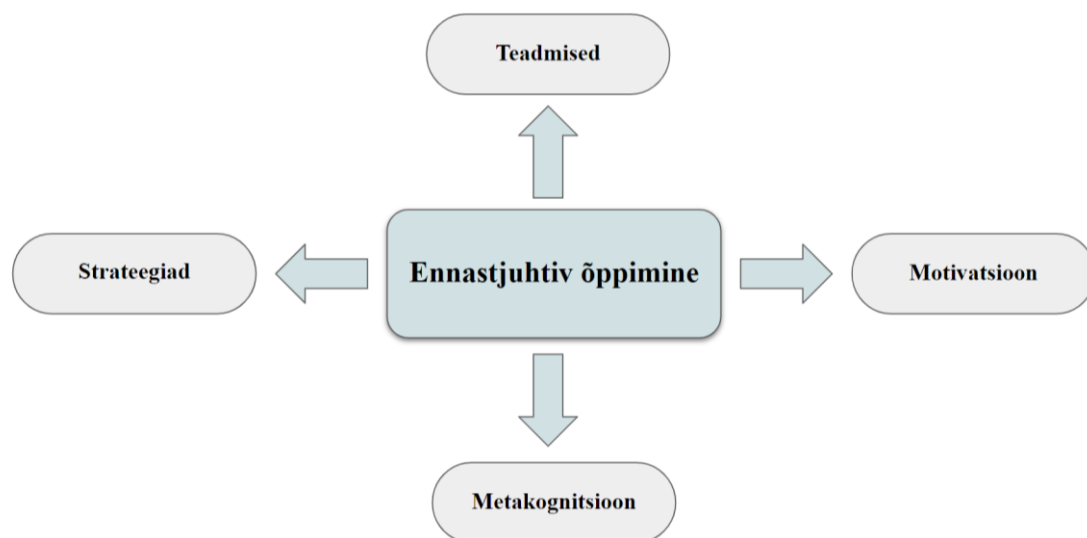 Teadmised
Strateegiad
Ennastjuhtiv õppimine
Motivatsioon
Metakognitsioon